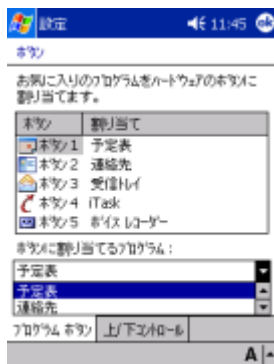 設定 11:45 ok
ボタン
お気に入りのプログラムをハードウェアのボタンに
割り当てます。
ボタン 割り当て
ボタン 1 予定表
ボタン 2 連絡先
ボタン 3 受信トレイ
ボタン 4 iTask
ボタン 5 ボイス レコーダー
ボタンに割り当てるプログラム:
予定表
予定表
連絡先
プログラム ボタン 上/下コントロール
A